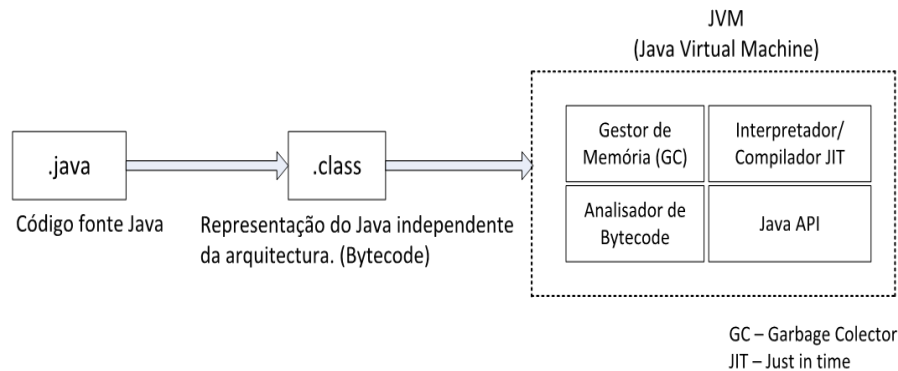 JVM
(Java Virtual Machine)
.java
Código fonte Java
.class
Representação do Java independente
da arquitectura. (Bytecode)
Gestor de
Memória (GC)
Interpretador/
Compilador JIT
Analisador de
Bytecode
Java API
GC – Garbage Colector
JIT – Just in time